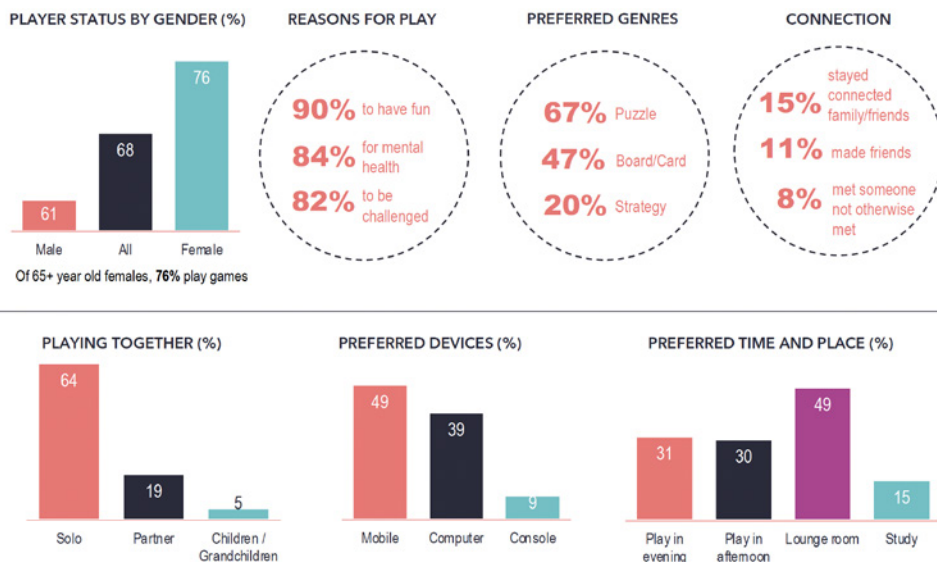 PLAYER STATUS BY GENDER (%)
76
68
61
Male
All
Female
Of 65+ year old females, 76% play games
REASONS FOR PLAY
90% to have fun
84% for mental
health
82% to be
challenged
PREFERRED GENRES
67% Puzzle
47% Board/Card
20% Strategy
CONNECTION
15% stayed
connected
family/friends
11% made friends
8% met someone
not otherwise
met
PLAYING TOGETHER (%)
64
19
5
Solo
Partner
Children /
Grandchildren
PREFERRED DEVICES (%)
49
39
9
Mobile
Computer
Console
PREFERRED TIME AND PLACE (%)
31
30
49
15
Play in
evening
Play in
afternoon
Lounge room
Study